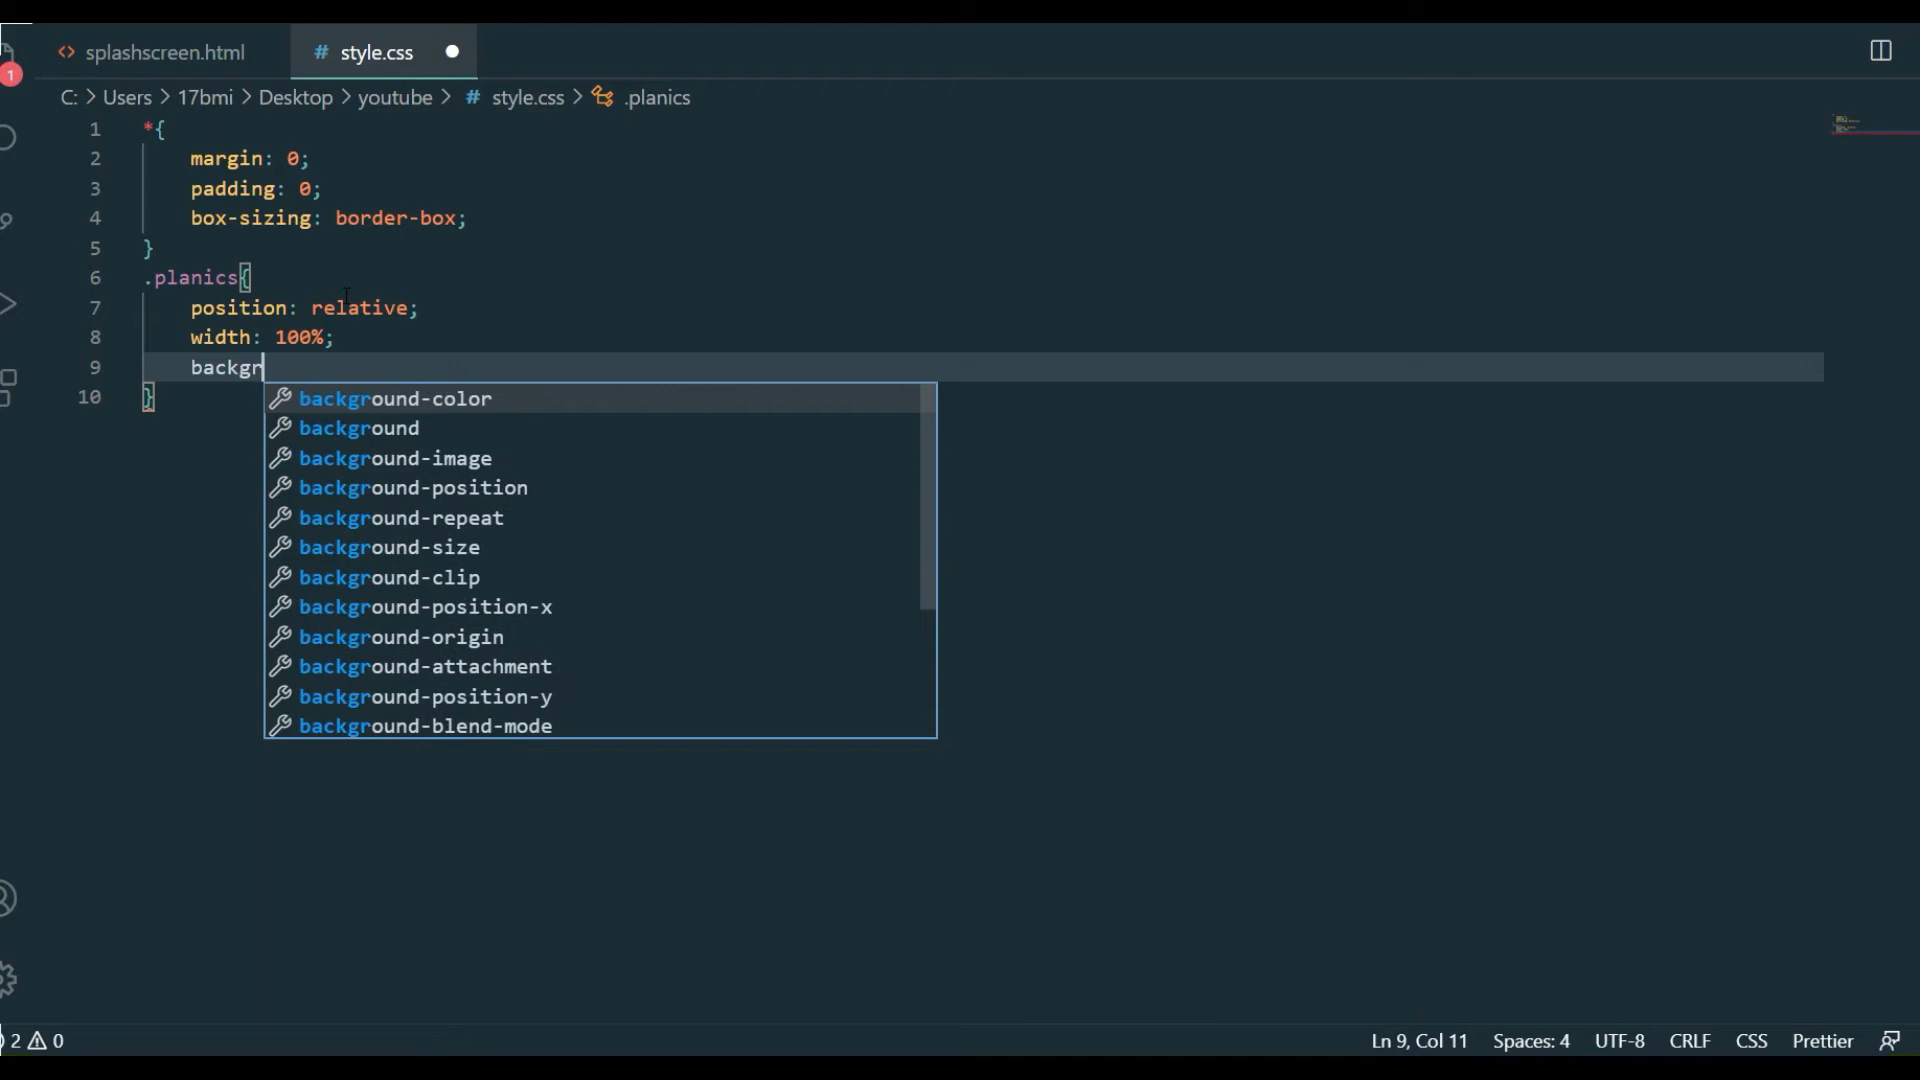 splashscreen.html # style.css
1
C: > Users > 17bmi > Desktop > youtube > # style.css > .planics
1 *{
2 margin: 0;
3 padding: 0;
4 box-sizing: border-box;
5 }
6 .planics{
7 position: relative;
8 width: 100%;
9 backgr
10 }
background-color
background
background-image
background-position
background-repeat
background-size
background-clip
background-position-x
background-origin
background-attachment
background-position-y
background-blend-mode
2 0 Ln 9, Col 11 Spaces: 4 UTF-8 CRLF CSS Prettier